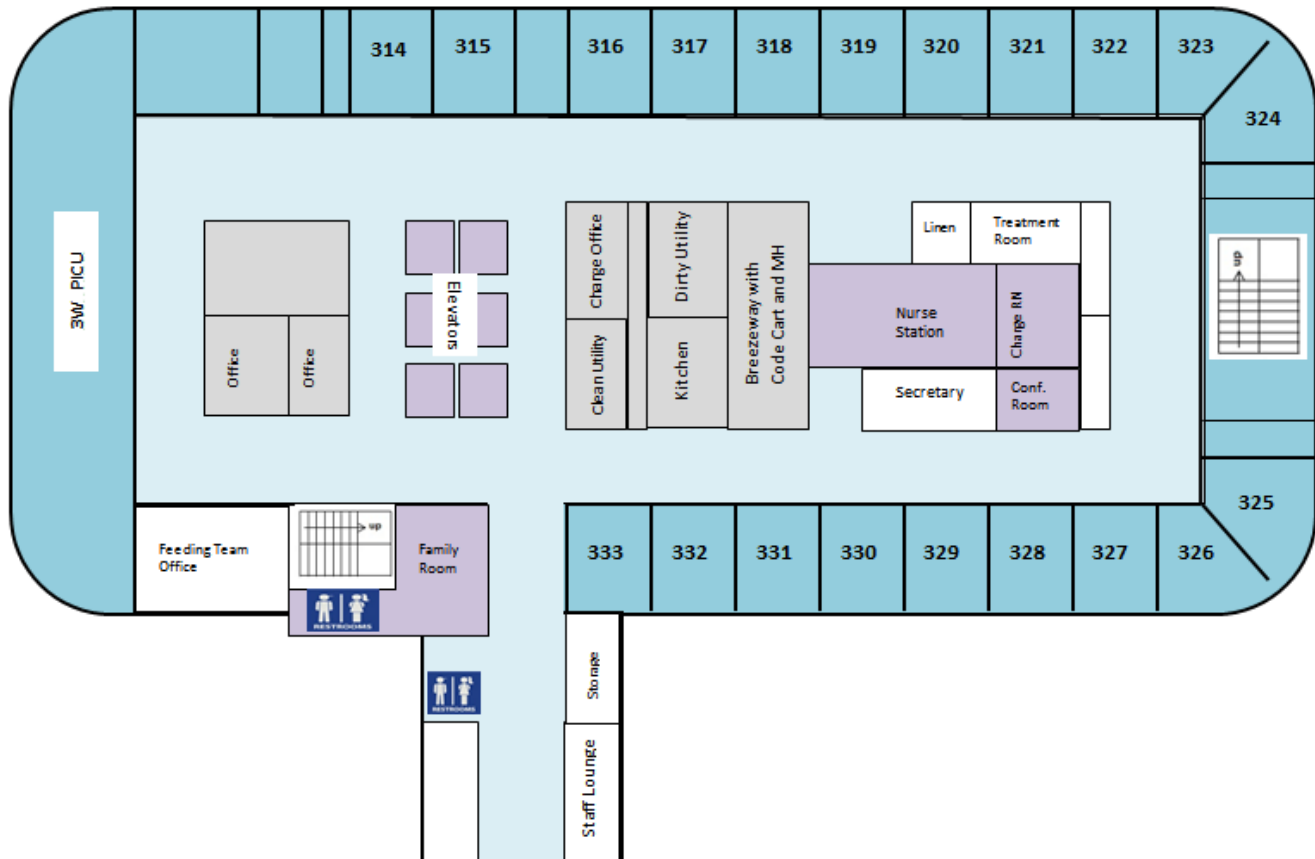 314
315
316
317
318
319
320
321
322
323
324
3W PICU
Office
Office
Elevators
Charge Office
Clean Utility
Dirty Utility
Kitchen
Breezeway with
Code Cart and MH
Linen
Treatment
Room
Nurse
Station
Charge RN
Secretary
Conf.
Room
up
325
Feeding Team
Office
up
Family
Room
RESTROOMS
333
332
331
330
329
328
327
326
RESTROOMS
Storage
Staff Lounge